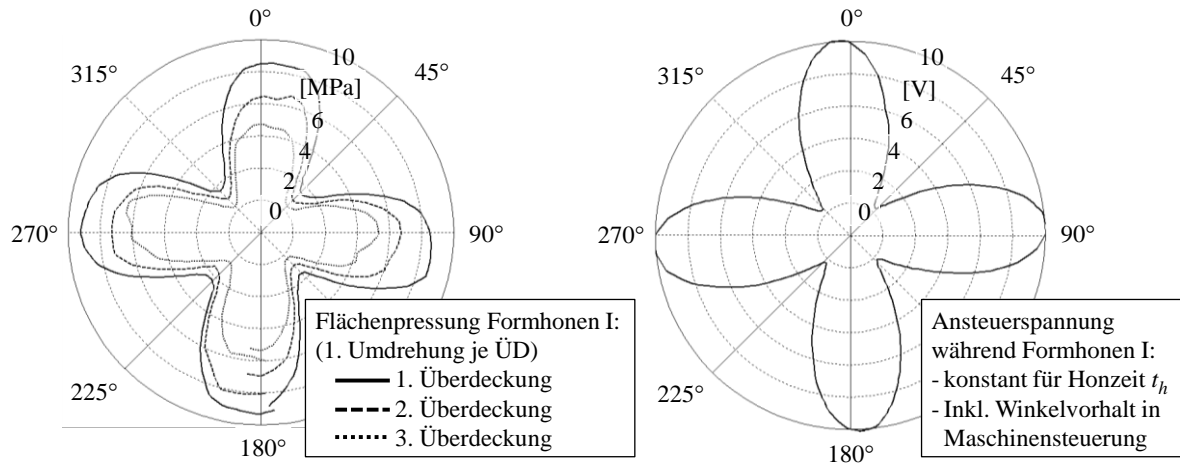 0°
45°
90°
180°
225°
270°
315°
10
[MPa]
6
4
2
0
Flächenpressung Formhonen I:
(1. Umdrehung je ÜD)
1. Überdeckung
2. Überdeckung
3. Überdeckung
0°
45°
90°
180°
225°
270°
315°
10
[V]
6
4
2
0
Ansteuerspannung
während Formhonen I:
- konstant für Honzeit t_h
- Inkl. Winkelvorhalt in
Maschinensteuerung